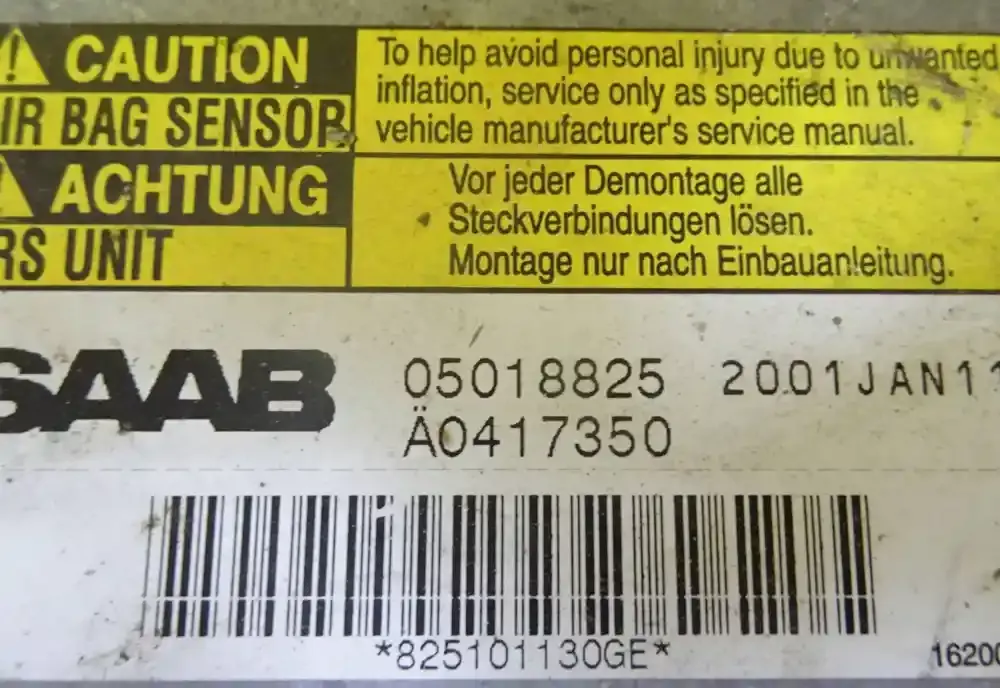 ! CAUTION
IR BAG SENSOR
To help avoid personal injury due to unwanted
inflation, service only as specified in the
vehicle manufacturer's service manual.
ACHTUNG
RS UNIT
Vor jeder Demontage alle
Steckverbindungen lösen.
Montage nur nach Einbauanleitung.
SAAB
05018825 2001JAN11
Ä0417350
*825101130GE*
16200